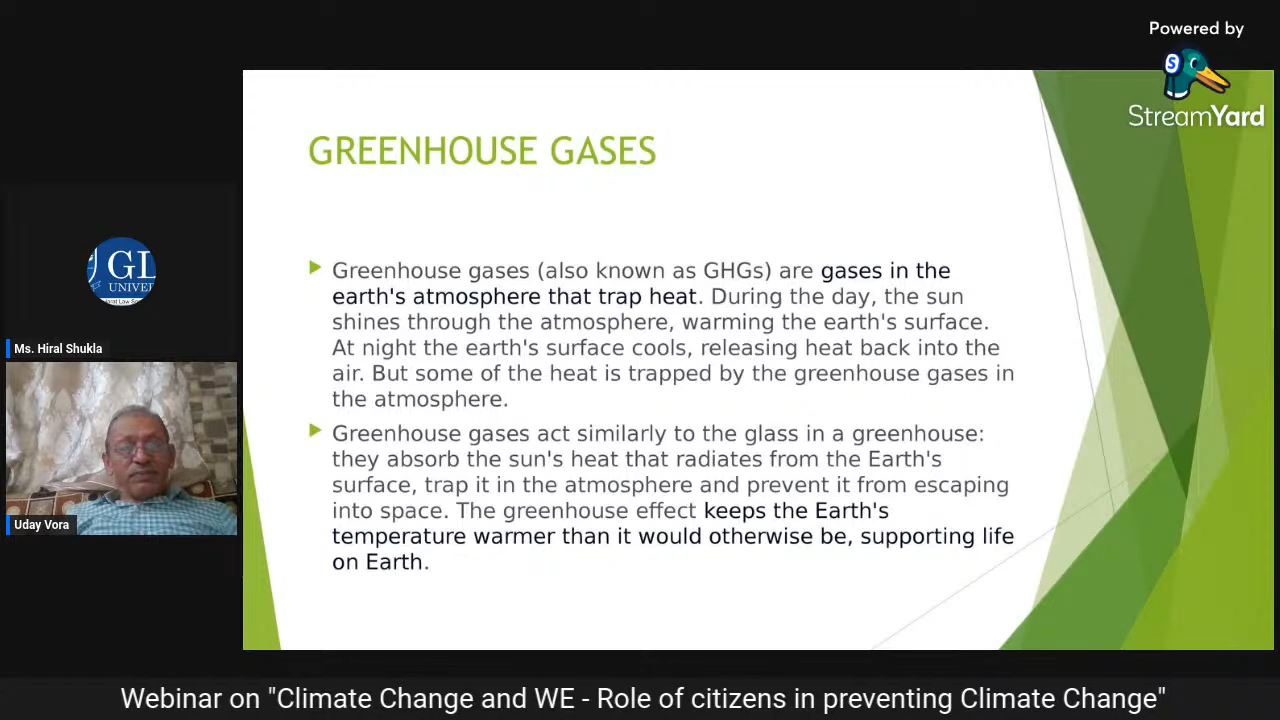 Powered by
S
StreamYard
GREENHOUSE GASES
Greenhouse gases (also known as GHGs) are gases in the
earth's atmosphere that trap heat. During the day, the sun
shines through the atmosphere, warming the earth's surface.
At night the earth's surface cools, releasing heat back into the
air. But some of the heat is trapped by the greenhouse gases in
the atmosphere.
Greenhouse gases act similarly to the glass in a greenhouse:
they absorb the sun's heat that radiates from the Earth's
surface, trap it in the atmosphere and prevent it from escaping
into space. The greenhouse effect keeps the Earth's
temperature warmer than it would otherwise be, supporting life
on Earth.
GL
UNIVER
Ms. Hiral Shukla
Uday Vora
Webinar on "Climate Change and WE - Role of citizens in preventing Climate Change"